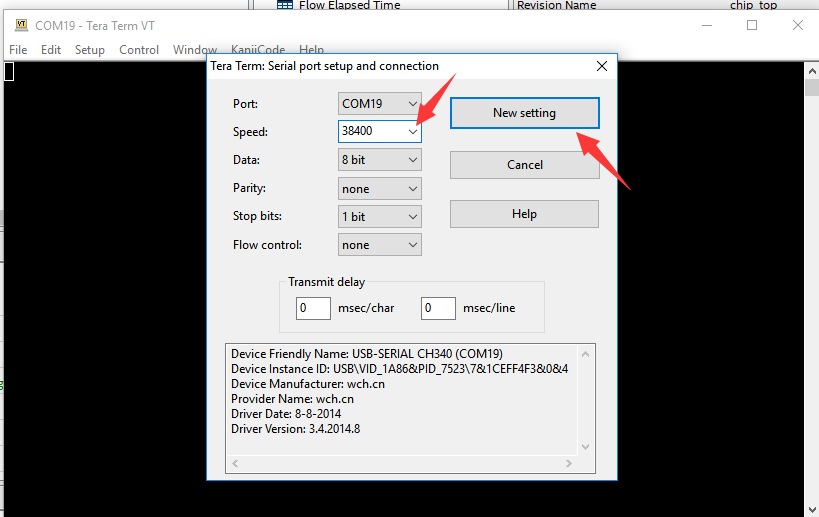 Flow Elapsed Time
Revision Name
chip_top
COM19 - Tera Term VT
File Edit Setup Control Window KanjiCode Help
Tera Term: Serial port setup and connection
Port: COM19
New setting
Speed: 38400
Data: 8 bit
Cancel
Parity: none
Stop bits: 1 bit
Help
Flow control: none
Transmit delay
0 msec/char 0 msec/line
Device Friendly Name: USB-SERIAL CH340 (COM19)
Device Instance ID: USB\VID_1A86&PID_7523\7&1CEFF4F3&0&4
Device Manufacturer: wch.cn
Provider Name: wch.cn
Driver Date: 8-8-2014
Driver Version: 3.4.2014.8